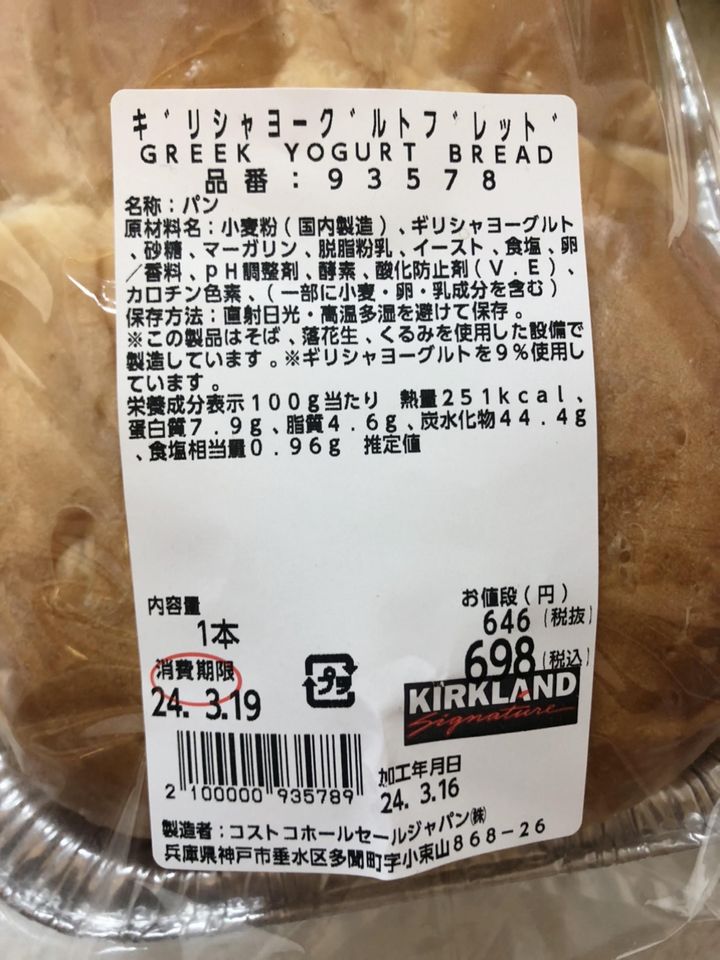 ギリシャヨーグルトブレッド
GREEK YOGURT BREAD
品番:93578
名称:パン
原材料名:小麦粉(国内製造)、ギリシャヨーグルト
、砂糖、マーガリン、脱脂粉乳、イースト、食塩、卵
/香料、pH調整剤、酵素、酸化防止剤(V.E)、
カロチン色素、(一部に小麦・卵・乳成分を含む)
保存方法:直射日光・高温多湿を避けて保存。
※この製品はそば、落花生、くるみを使用した設備で
製造しています。※ギリシャヨーグルトを9%使用し
ています。
栄養成分表示100g当たり 熱量251kcal、
蛋白質7.9g、脂質4.6g、炭水化物44.4g
、食塩相当量0.96g 推定値
内容量
1本
お値段(円)
646(税抜)
698(税込)
消費期限
24. 3.19
プラ
KIRKLAND
Signature
加工年月日
24. 3.16
2 100000 935789
製造者:コストコホールセールジャパン㈱
兵庫県神戸市垂水区多聞町字小束山868-26